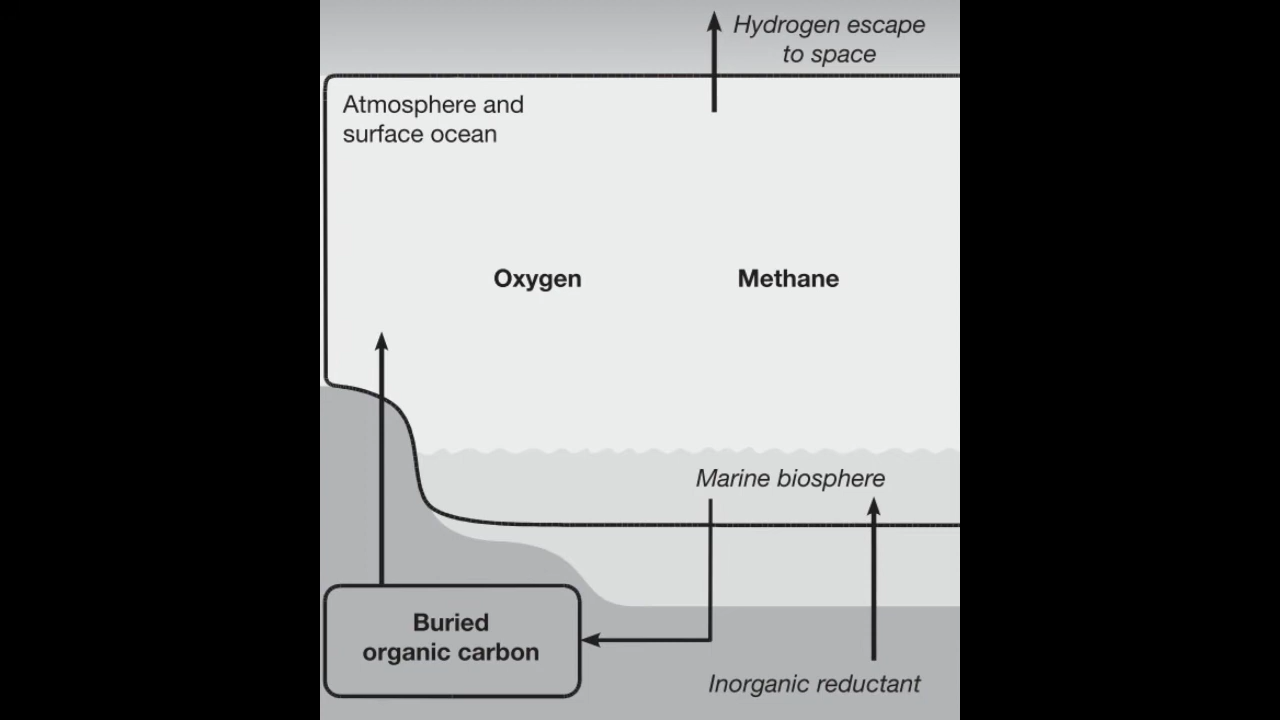 Hydrogen escape
to space
Atmosphere and
surface ocean
Oxygen
Methane
Marine biosphere
Buried
organic carbon
Inorganic reductant